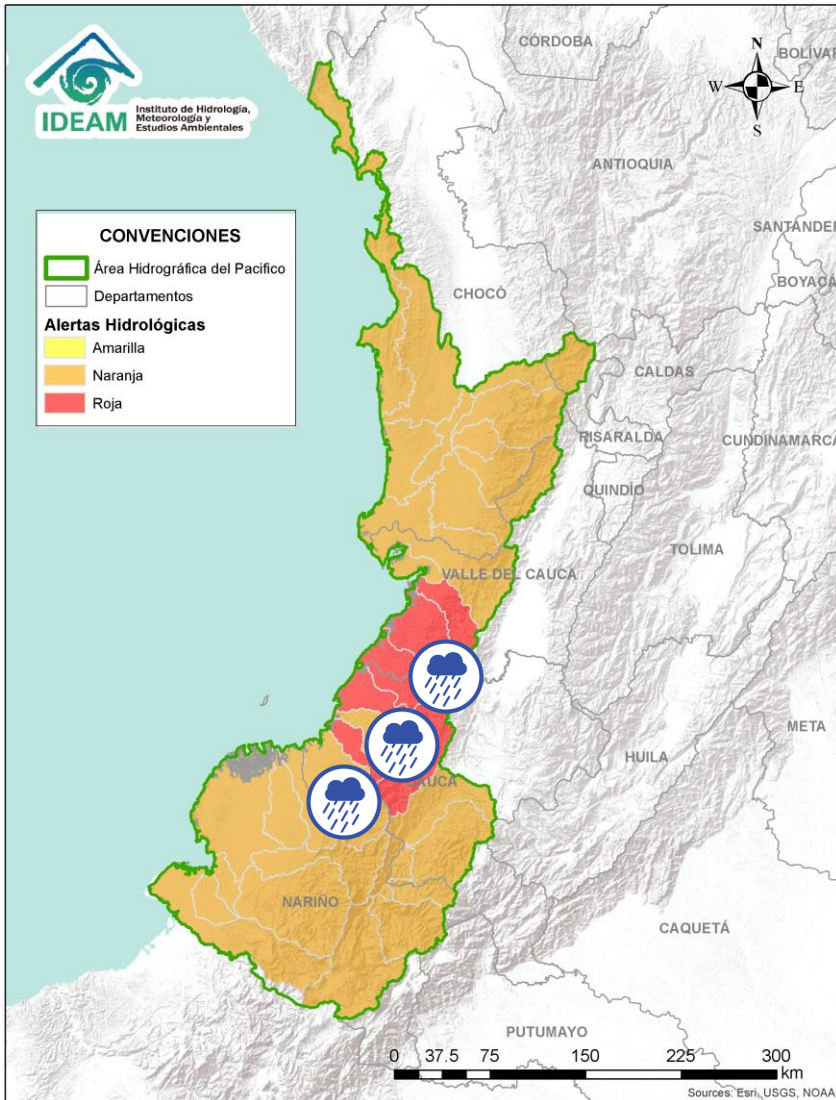 IDEAM
Instituto de Hidrología,
Meteorología y
Estudios Ambientales
CÓRDOBA
BOLÍVAR
N
W
E
S
ANTIOQUIA
SANTANDER
BOYACÁ
CONVENCIONES
Área Hidrográfica del Pacifico
Departamentos
Alertas Hidrológicas
Amarilla
Naranja
Roja
CHOCÓ
CALDAS
RISARALDA
CUNDINAMARCA
QUINDÍO
TOLIMA
VALLE DEL CAUCA
META
HUILA
CAUCA
NARIÑO
CAQUETÁ
PUTUMAYO
0 37.5 75 150 225 300
km
Sources: Esri, USGS, NOAA